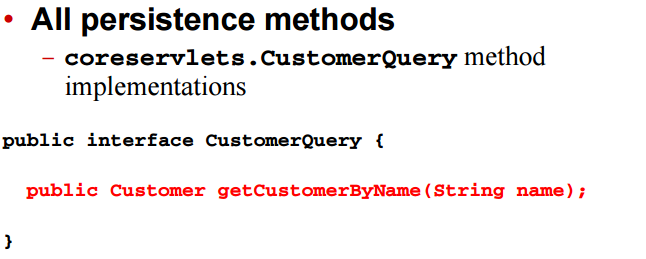 • All persistence methods
– coreservlets.CustomerQuery method
implementations
public interface CustomerQuery {
public Customer getCustomerByName(String name);
}